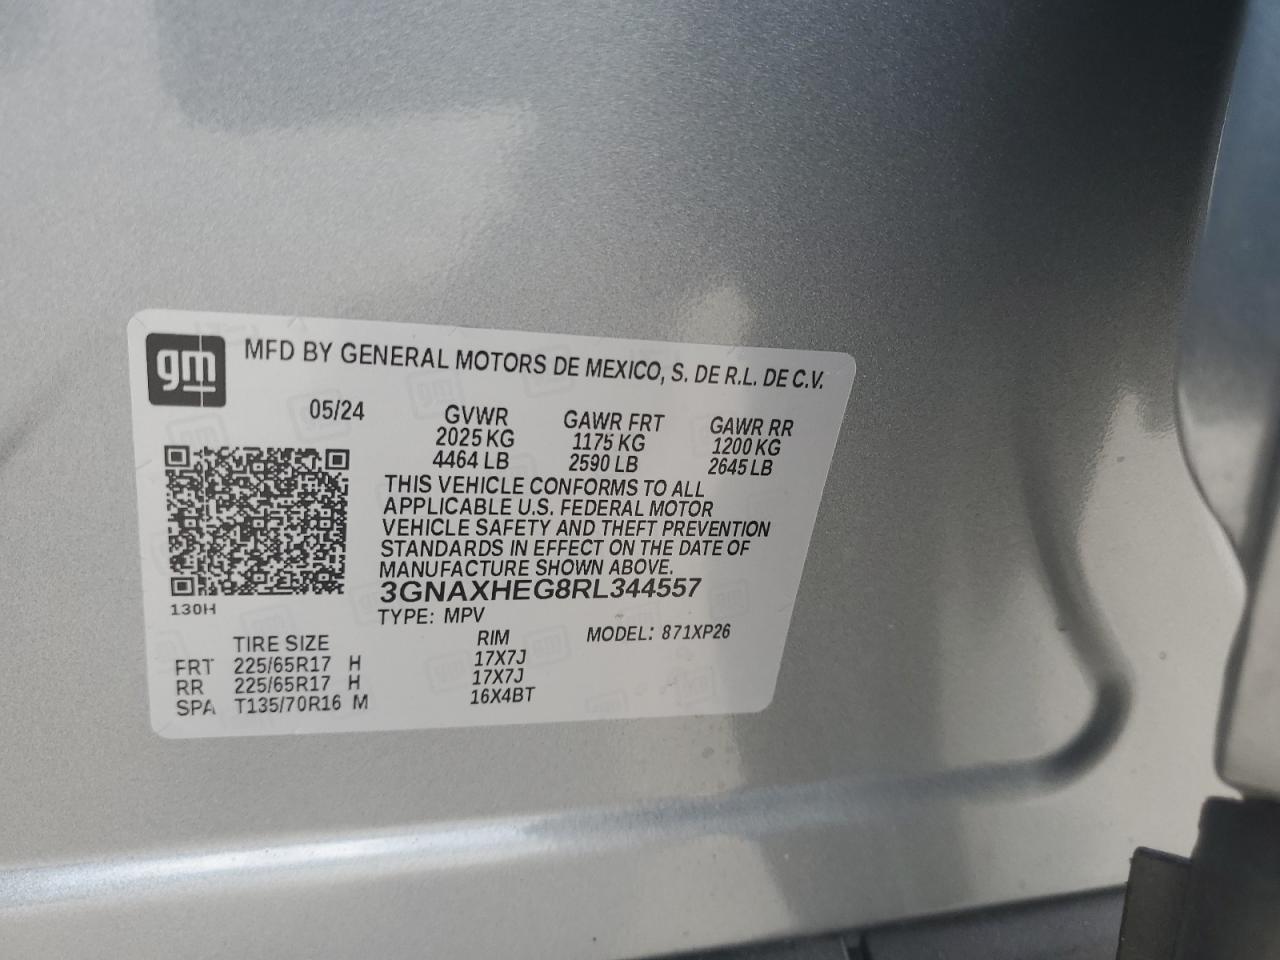 gm MFD BY GENERAL MOTORS DE MEXICO, S. DE R.L. DE C.V.
05/24 GVWR GAWR FRT GAWR RR
2025 KG 1175 KG 1200 KG
4464 LB 2590 LB 2645 LB
THIS VEHICLE CONFORMS TO ALL
APPLICABLE U.S. FEDERAL MOTOR
VEHICLE SAFETY AND THEFT PREVENTION
STANDARDS IN EFFECT ON THE DATE OF
MANUFACTURE SHOWN ABOVE.
3GNAXHEG8RL344557
130H
TYPE: MPV MODEL: 871XP26
TIRE SIZE RIM
FRT 225/65R17 H 17X7J
RR 225/65R17 H 17X7J
SPA T135/70R16 M 16X4BT